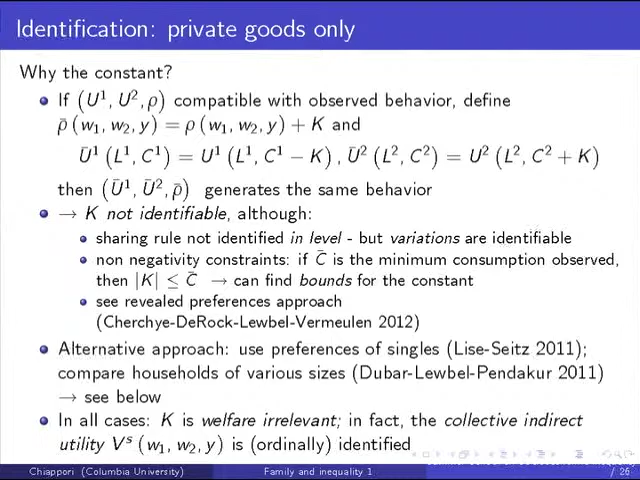 Identification: private goods only
Why the constant?
If (U¹, U², ρ) compatible with observed behavior, define
ρ̄ (w₁, w₂, y) = ρ (w₁, w₂, y) + K and
Ū¹ (L¹, C¹) = U¹ (L¹, C¹ − K) , Ū² (L², C²) = U² (L², C² + K)
then (Ū¹, Ū², ρ̄) generates the same behavior
→ K not identifiable, although:
sharing rule not identified in level - but variations are identifiable
non negativity constraints: if C̄ is the minimum consumption observed,
then |K| ≤ C̄ → can find bounds for the constant
see revealed preferences approach
(Cherchye-DeRock-Lewbel-Vermeulen 2012)
Alternative approach: use preferences of singles (Lise-Seitz 2011);
compare households of various sizes (Dubar-Lewbel-Pendakur 2011)
→ see below
In all cases: K is welfare irrelevant; in fact, the collective indirect
utility Vˢ (w₁, w₂, y) is (ordinally) identified
Chiappori (Columbia University) Family and inequality 1 / 26